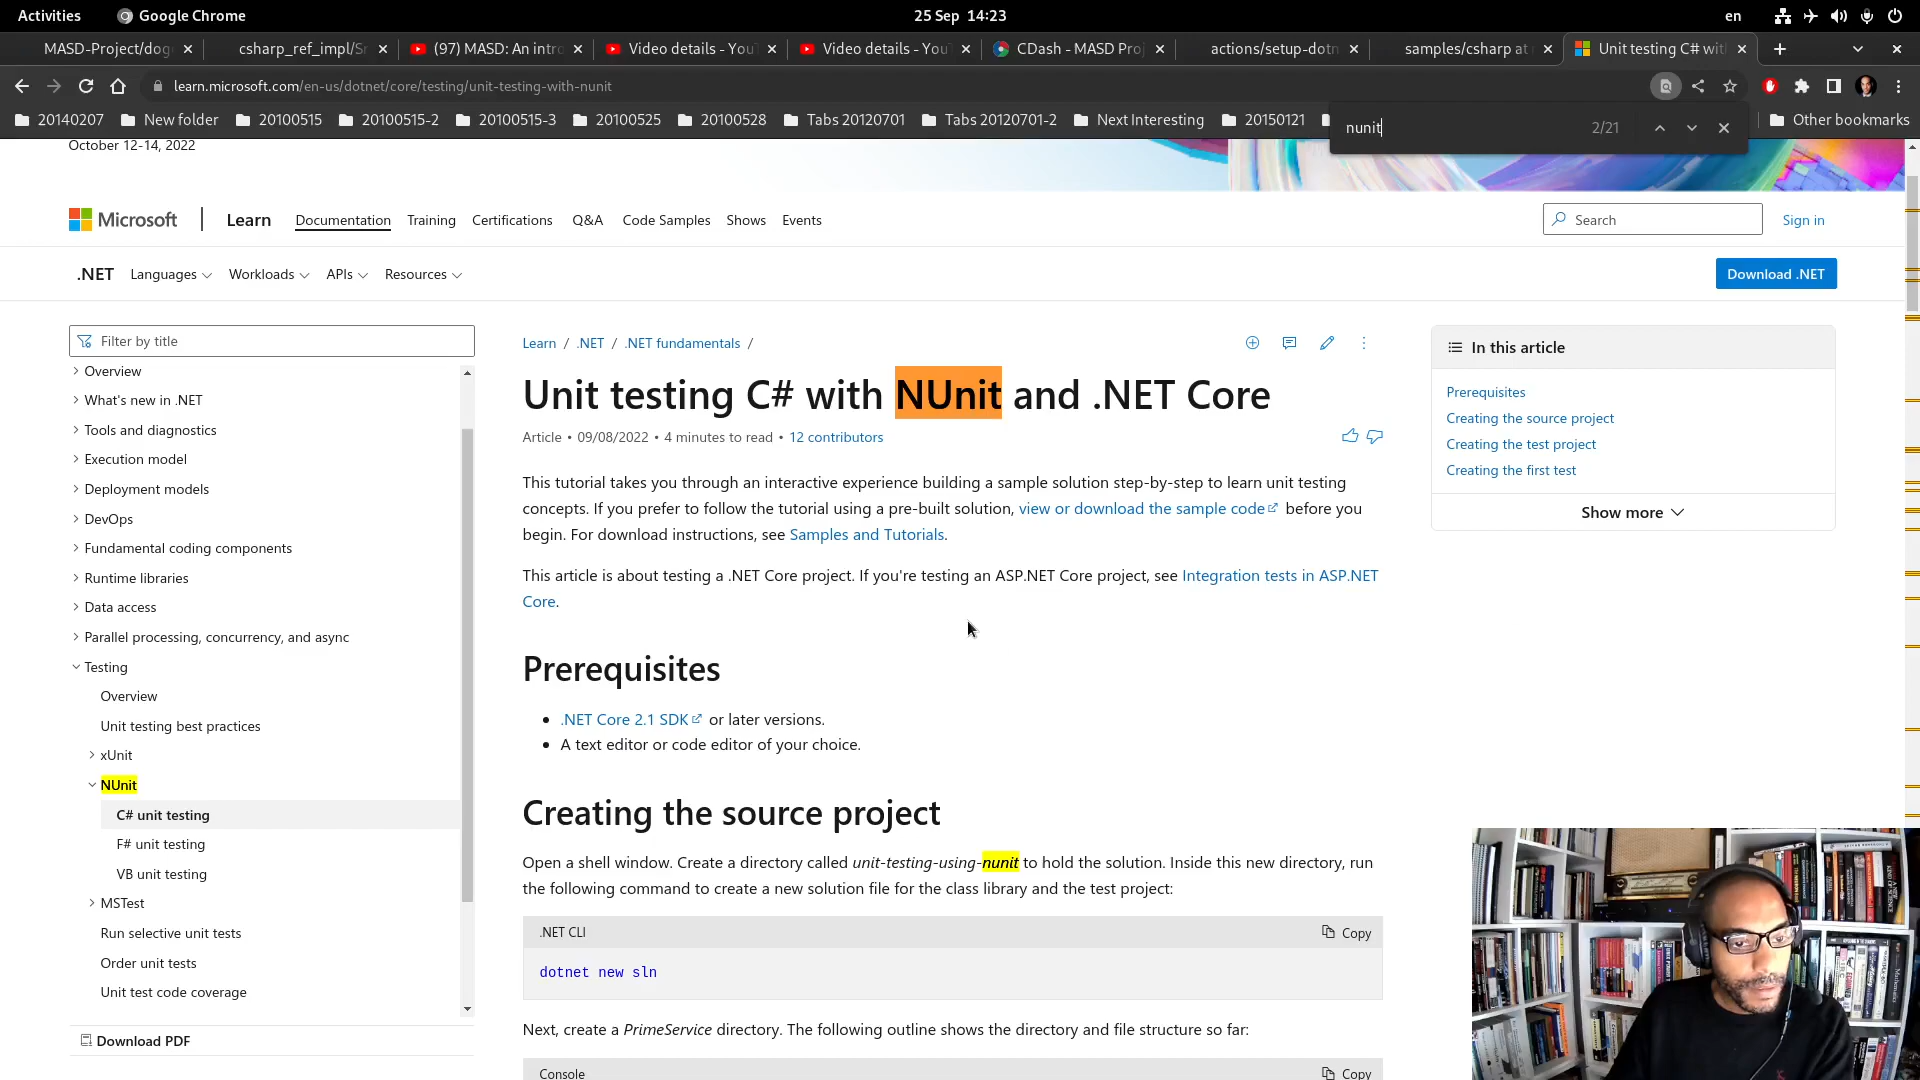 Activities
Google Chrome
25 Sep 14:23
en
MASD-Project/dog
csharp_ref_impl/Sr
(97) MASD: An intro
Video details - You
Video details - You
CDash - MASD Proj
actions/setup-dotn
samples/csharp at
Unit testing C# with
learn.microsoft.com/en-us/dotnet/core/testing/unit-testing-with-nunit
20140207
New folder
20100515
20100515-2
20100515-3
20100525
20100528
Tabs 20120701
Tabs 20120701-2
Next Interesting
20150121
Other bookmarks
nunit
2/21
October 12-14, 2022
Microsoft
Learn
Documentation
Training
Certifications
Q&A
Code Samples
Shows
Events
Search
Sign in
.NET
Languages
Workloads
APIs
Resources
Download .NET
Filter by title
Overview
What's new in .NET
Tools and diagnostics
Execution model
Deployment models
DevOps
Fundamental coding components
Runtime libraries
Data access
Parallel processing, concurrency, and async
Testing
Overview
Unit testing best practices
xUnit
NUnit
C# unit testing
F# unit testing
VB unit testing
MSTest
Run selective unit tests
Order unit tests
Unit test code coverage
Download PDF
Learn / .NET / .NET fundamentals /
Unit testing C# with NUnit and .NET Core
Article • 09/08/2022 • 4 minutes to read • 12 contributors
This tutorial takes you through an interactive experience building a sample solution step-by-step to learn unit testing
concepts. If you prefer to follow the tutorial using a pre-built solution, view or download the sample code before you
begin. For download instructions, see Samples and Tutorials.
This article is about testing a .NET Core project. If you're testing an ASP.NET Core project, see Integration tests in ASP.NET
Core.
Prerequisites
• .NET Core 2.1 SDK or later versions.
• A text editor or code editor of your choice.
Creating the source project
Open a shell window. Create a directory called unit-testing-using-nunit to hold the solution. Inside this new directory, run
the following command to create a new solution file for the class library and the test project:
.NET CLI
Copy
dotnet new sln
Next, create a PrimeService directory. The following outline shows the directory and file structure so far:
Console
Copy
In this article
Prerequisites
Creating the source project
Creating the test project
Creating the first test
Show more